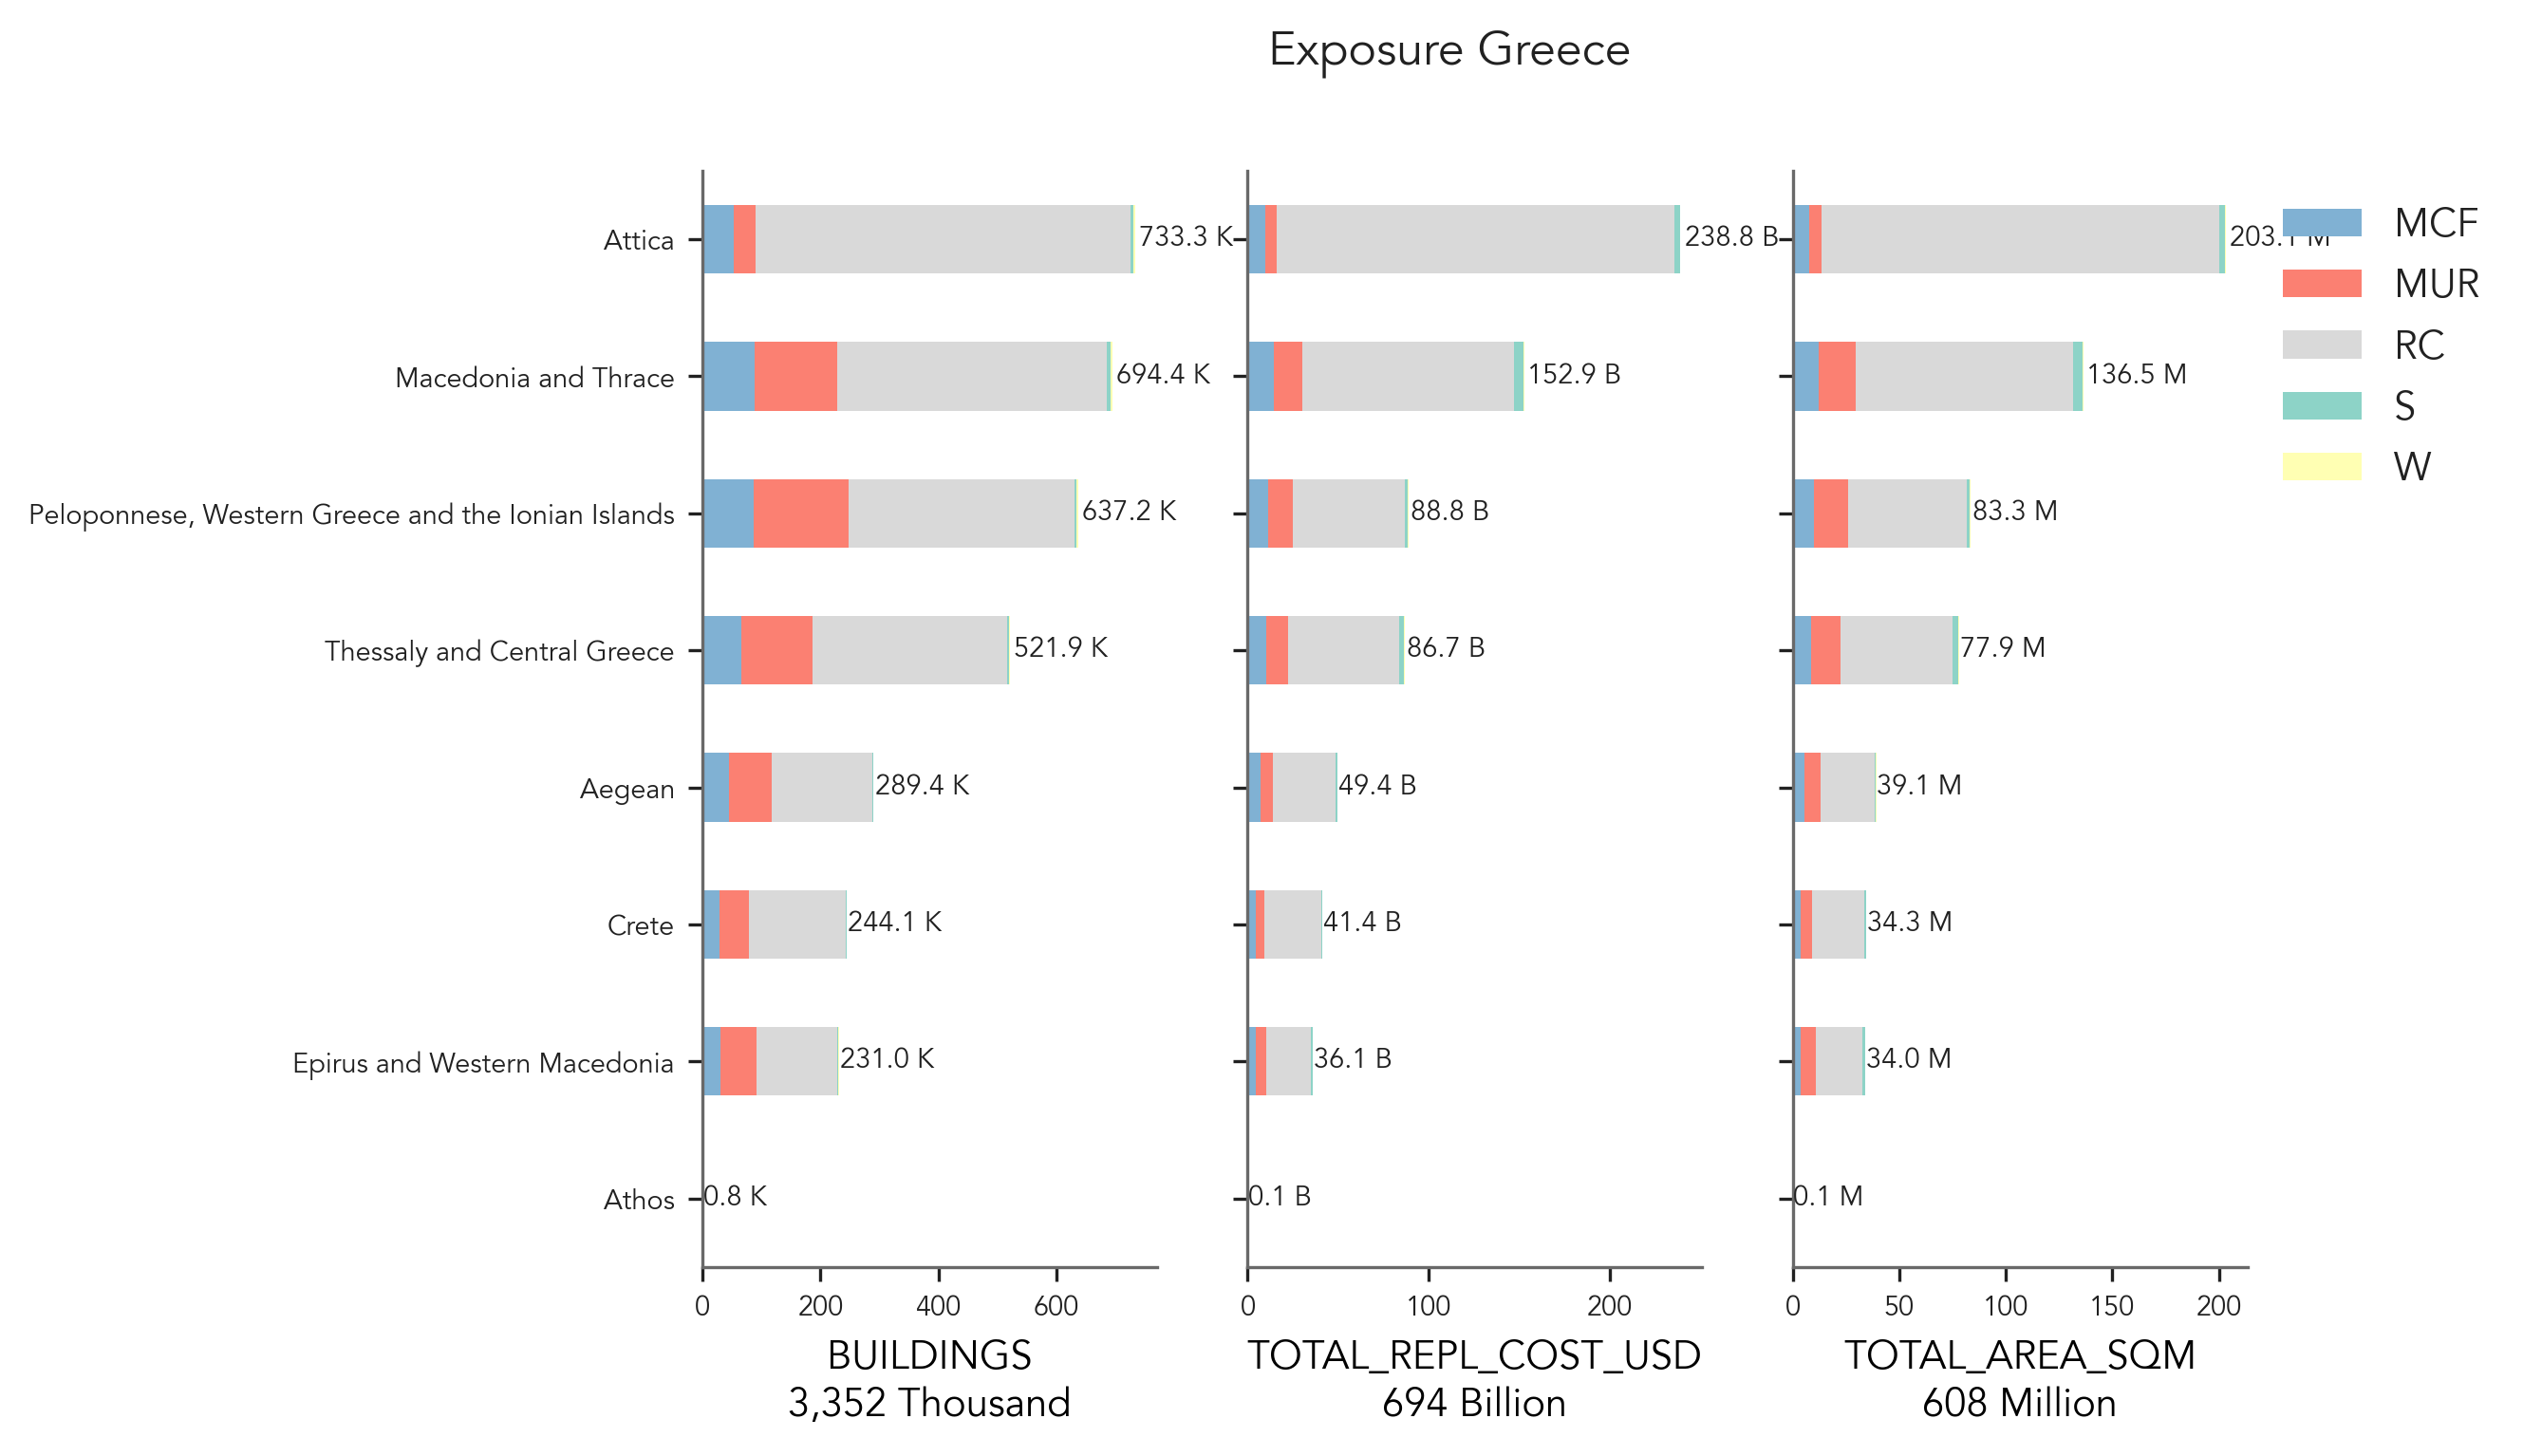 Exposure Greece
Attica
733.3 K
238.8 B
203.1 M
Macedonia and Thrace
694.4 K
152.9 B
136.5 M
Peloponnese, Western Greece and the Ionian Islands
637.2 K
88.8 B
83.3 M
Thessaly and Central Greece
521.9 K
86.7 B
77.9 M
Aegean
289.4 K
49.4 B
39.1 M
Crete
244.1 K
41.4 B
34.3 M
Epirus and Western Macedonia
231.0 K
36.1 B
34.0 M
Athos
0.8 K
0.1 B
0.1 M
0 200 400 600
BUILDINGS
3,352 Thousand
0 100 200
TOTAL_REPL_COST_USD
694 Billion
0 50 100 150 200
TOTAL_AREA_SQM
608 Million
MCF
MUR
RC
S
W